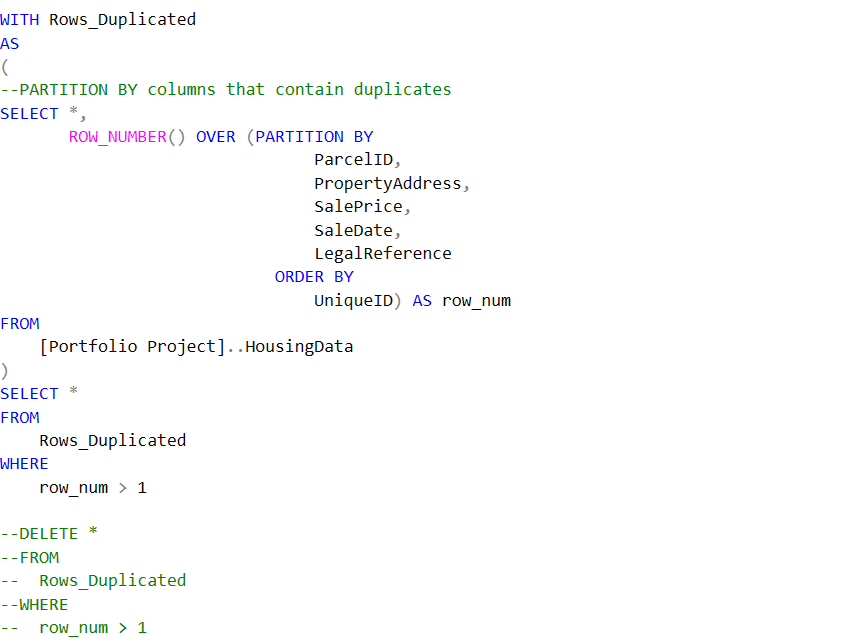 WITH Rows_Duplicated
AS
(
--PARTITION BY columns that contain duplicates
SELECT *,
ROW_NUMBER() OVER (PARTITION BY
ParcelID,
PropertyAddress,
SalePrice,
SaleDate,
LegalReference
ORDER BY
UniqueID) AS row_num
FROM
[Portfolio Project]..HousingData
)
SELECT *
FROM
Rows_Duplicated
WHERE
row_num > 1
--DELETE *
--FROM
-- Rows_Duplicated
--WHERE
-- row_num > 1